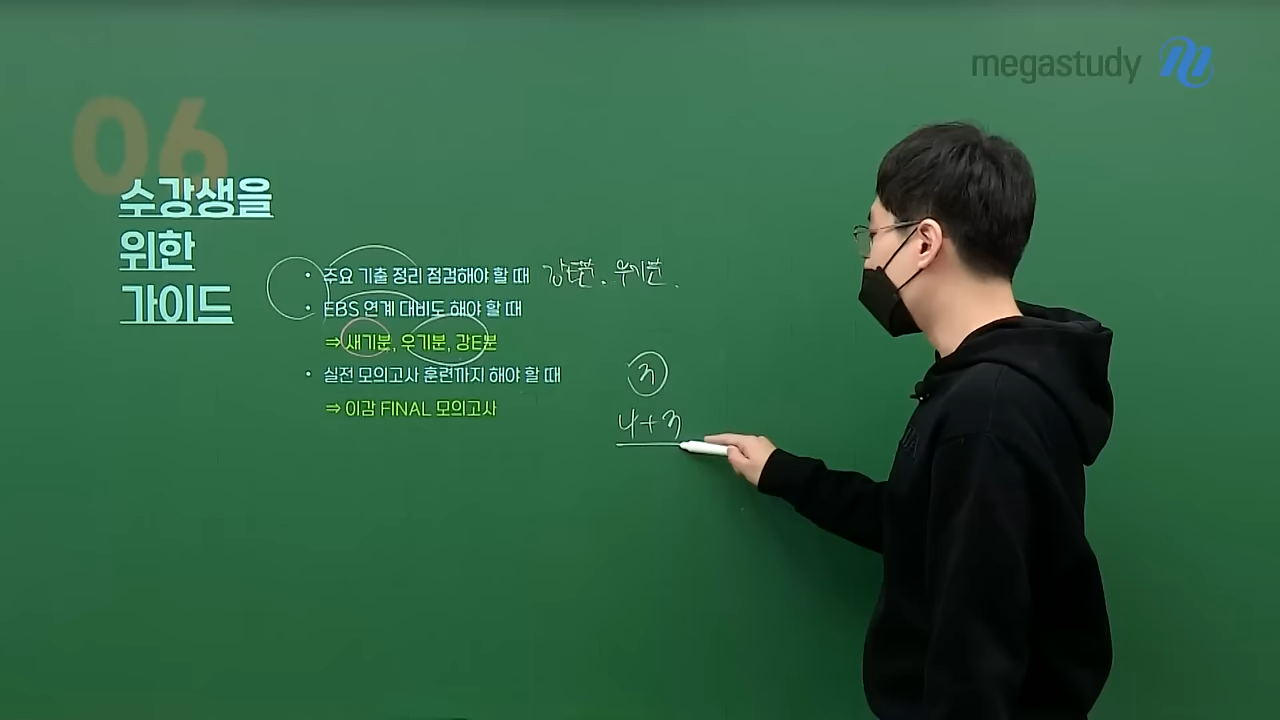 megastudy
06
수강생을
위한
가이드
• 주요 기출 정리 점검해야 할 때 강E분, 우기분,
• EBS 연계 대비도 해야 할 때
⇒ 새기분, 우기분, 강E분
• 실전 모의고사 훈련까지 해야 할 때
⇒ 이감 FINAL 모의고사
3
4+3